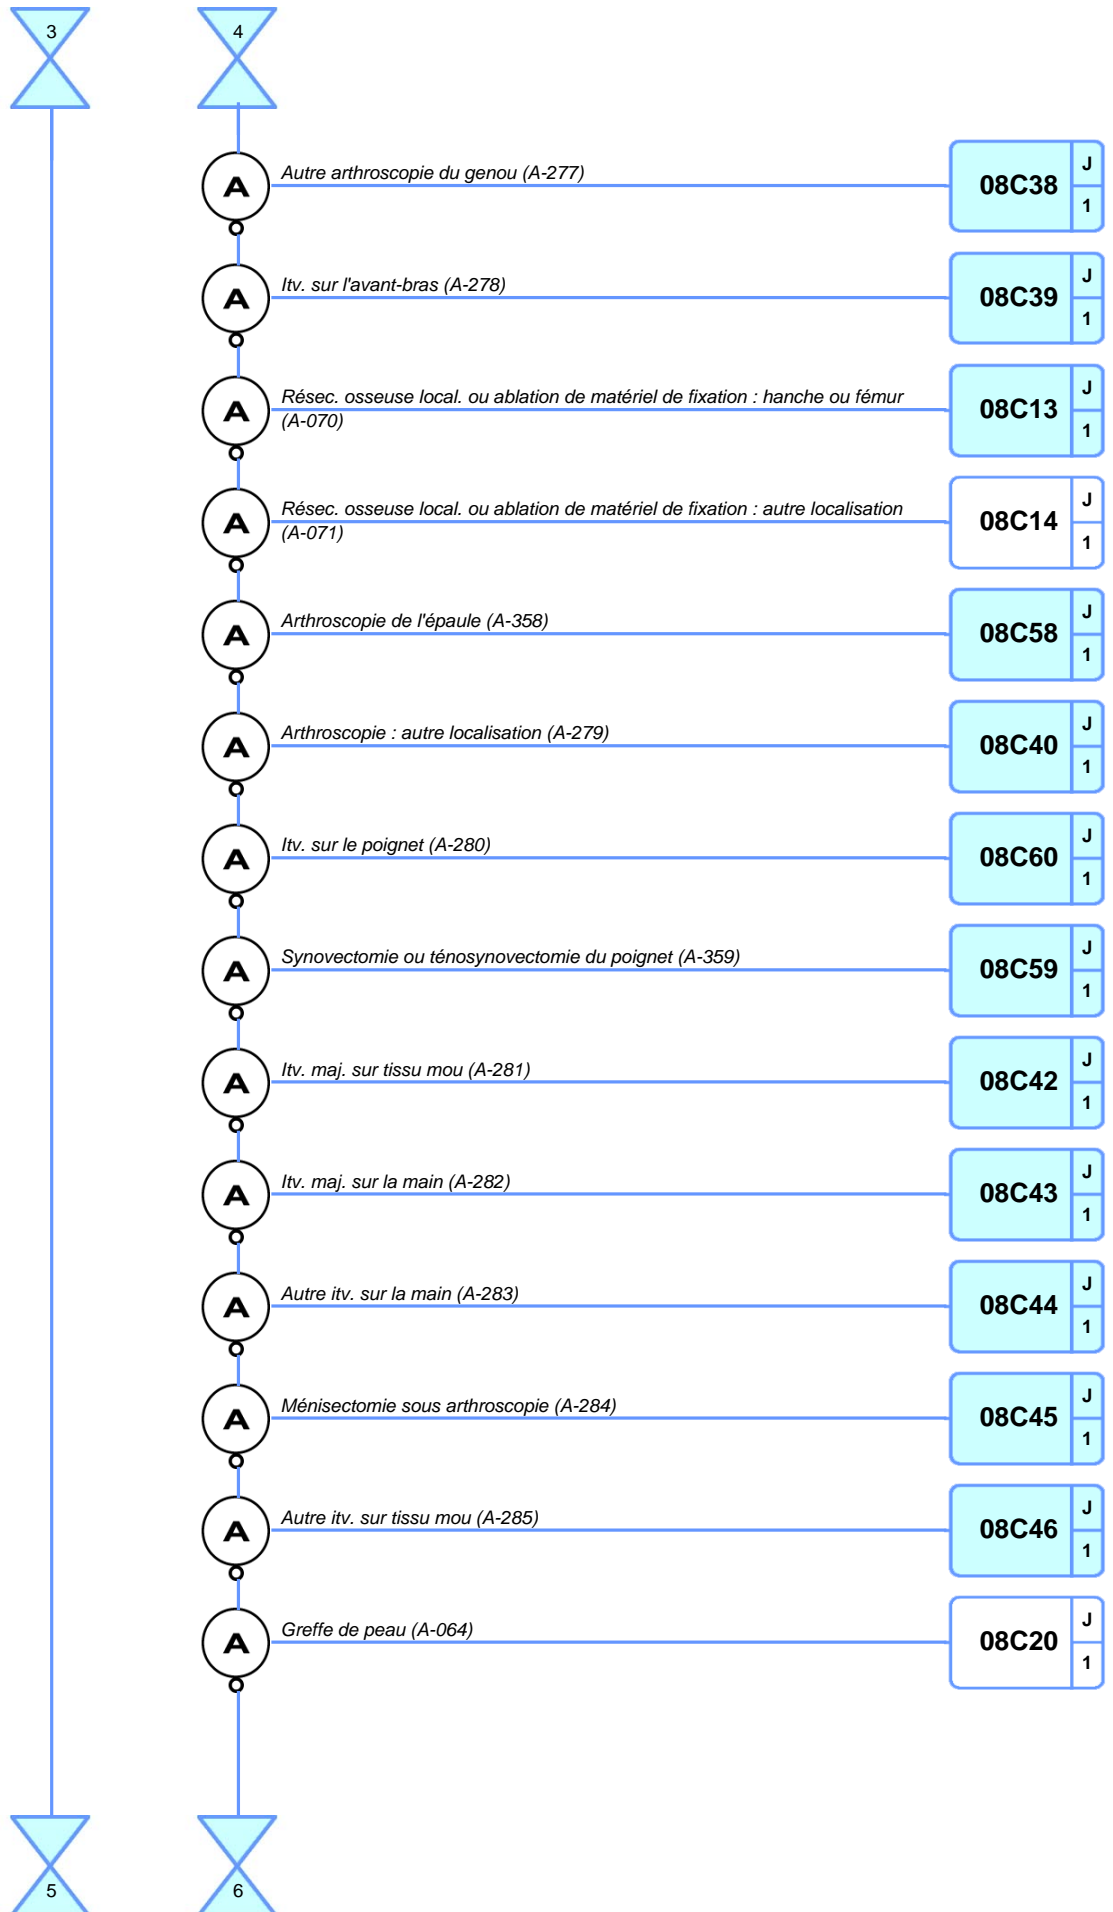 3
4
A
Autre arthroscopie du genou (A-277)
08C38
J
1
A
Itv. sur l'avant-bras (A-278)
08C39
J
1
A
Résec. osseuse local. ou ablation de matériel de fixation : hanche ou fémur
(A-070)
08C13
J
1
A
Résec. osseuse local. ou ablation de matériel de fixation : autre localisation
(A-071)
08C14
J
1
A
Arthroscopie de l'épaule (A-358)
08C58
J
1
A
Arthroscopie : autre localisation (A-279)
08C40
J
1
A
Itv. sur le poignet (A-280)
08C60
J
1
A
Synovectomie ou ténosynovectomie du poignet (A-359)
08C59
J
1
A
Itv. maj. sur tissu mou (A-281)
08C42
J
1
A
Itv. maj. sur la main (A-282)
08C43
J
1
A
Autre itv. sur la main (A-283)
08C44
J
1
A
Ménisectomie sous arthroscopie (A-284)
08C45
J
1
A
Autre itv. sur tissu mou (A-285)
08C46
J
1
A
Greffe de peau (A-064)
08C20
J
1
5
6